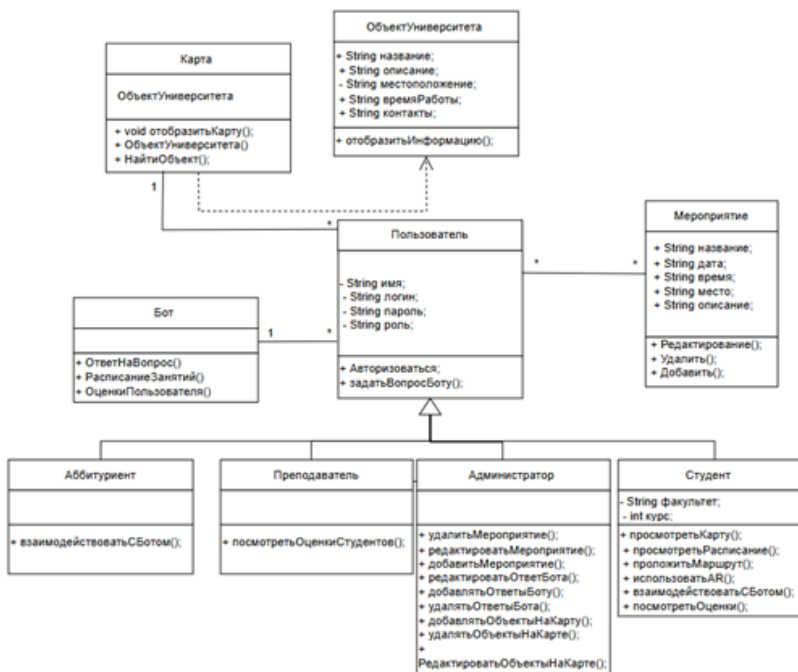 ОбъектУниверситета
+ String название;
+ String описание;
- String местоположение;
+ String времяРаботы;
+ String контакты;
+ отобразитьИнформацию();
Карта
ОбъектУниверситета
+ void отобразитьКарту();
+ ОбъектУниверситета()
+ НайтиОбъект();
1
*
Пользователь
- String имя;
- String логин;
- String пароль;
- String роль;
+ Авторизоваться;
+ задатьВопросБоту();
*
*
Мероприятие
+ String название;
+ String дата;
+ String время;
+ String место;
+ String описание;
+ Редактирование();
+ Удалить();
+ Добавить();
Бот
+ ОтветНаВопрос()
+ РасписаниеЗанятий()
+ ОценкиПользователя()
1
*
Аббитуриент
+ взаимодействоватьСБотом();
Преподаватель
+ посмотретьОценкиСтудентов();
Администратор
+ удалитьМероприятие();
+ редактироватьМероприятие();
+ добавитьМероприятие();
+ редактироватьОтветБота();
+ добавлятьОтветыБоту();
+ удалятьОтветыБота();
+ добавлятьОбъектыНаКарту();
+ удалятьОбъектыНаКарте();
+
РедактироватьОбъектыНаКарте();
Студент
- String факультет;
- int курс;
+ просмотретьКарту();
+ просмотретьРасписание();
+ проложитьМаршрут();
+ использоватьAR();
+ взаимодействоватьСБотом();
+ посмотретьОценки();